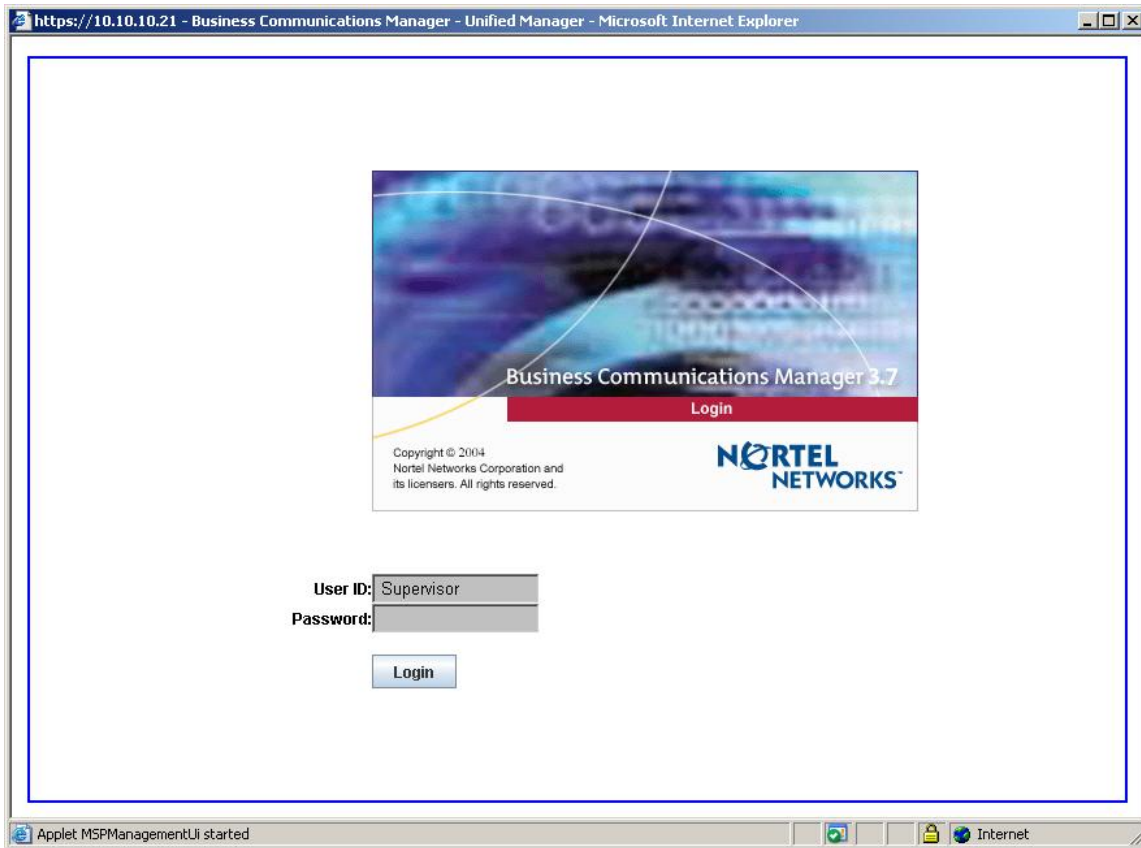 https://10.10.10.21 - Business Communications Manager - Unified Manager - Microsoft Internet Explorer
Business Communications Manager 3.7
Login
Copyright © 2004
Nortel Networks Corporation and
its licensers. All rights reserved.
NORTEL
NETWORKS™
User ID: Supervisor
Password:
Login
Applet MSPManagementUi started
Internet